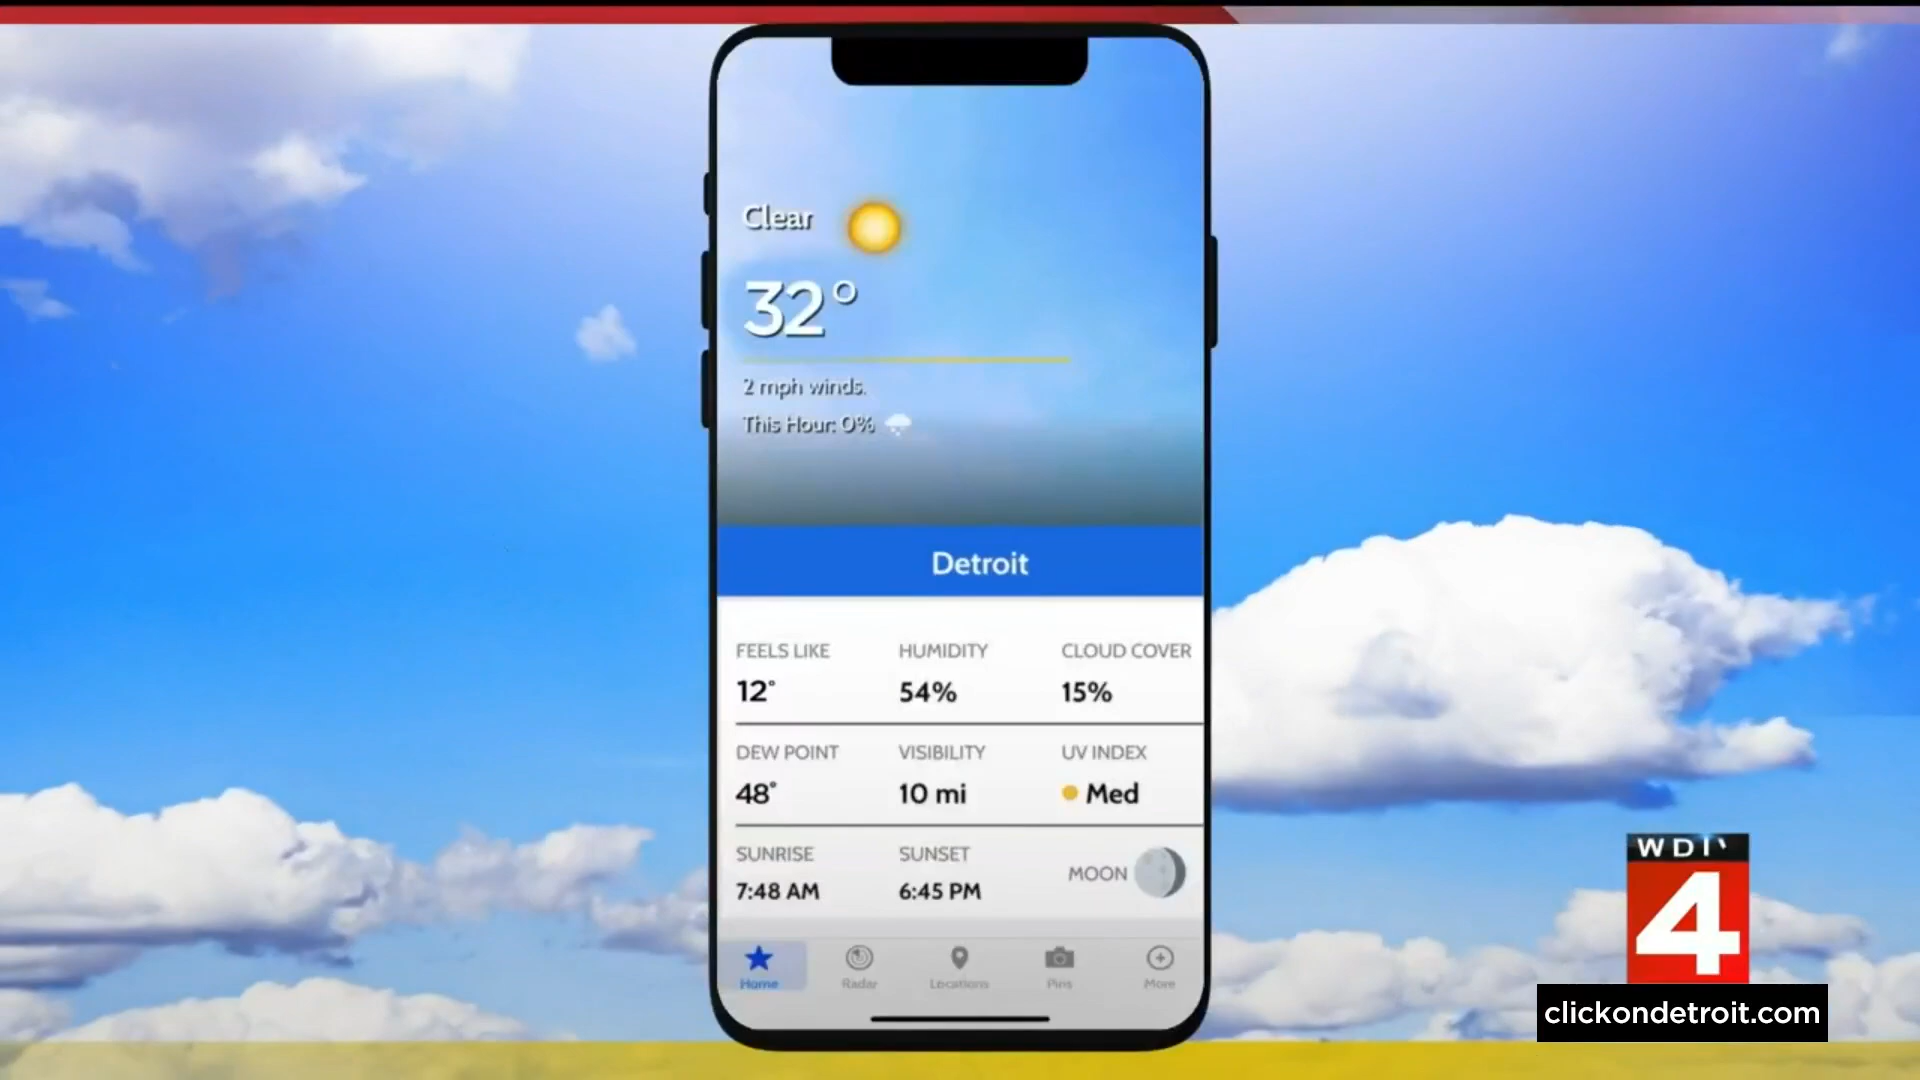 Clear
32°
2 mph winds.
This Hour: 0%
Detroit
FEELS LIKE HUMIDITY CLOUD COVER
12° 54% 15%
DEW POINT VISIBILITY UV INDEX
48° 10 mi Med
SUNRISE SUNSET MOON
7:48 AM 6:45 PM
Home Radar Locations Pins More
4
clickondetroit.com